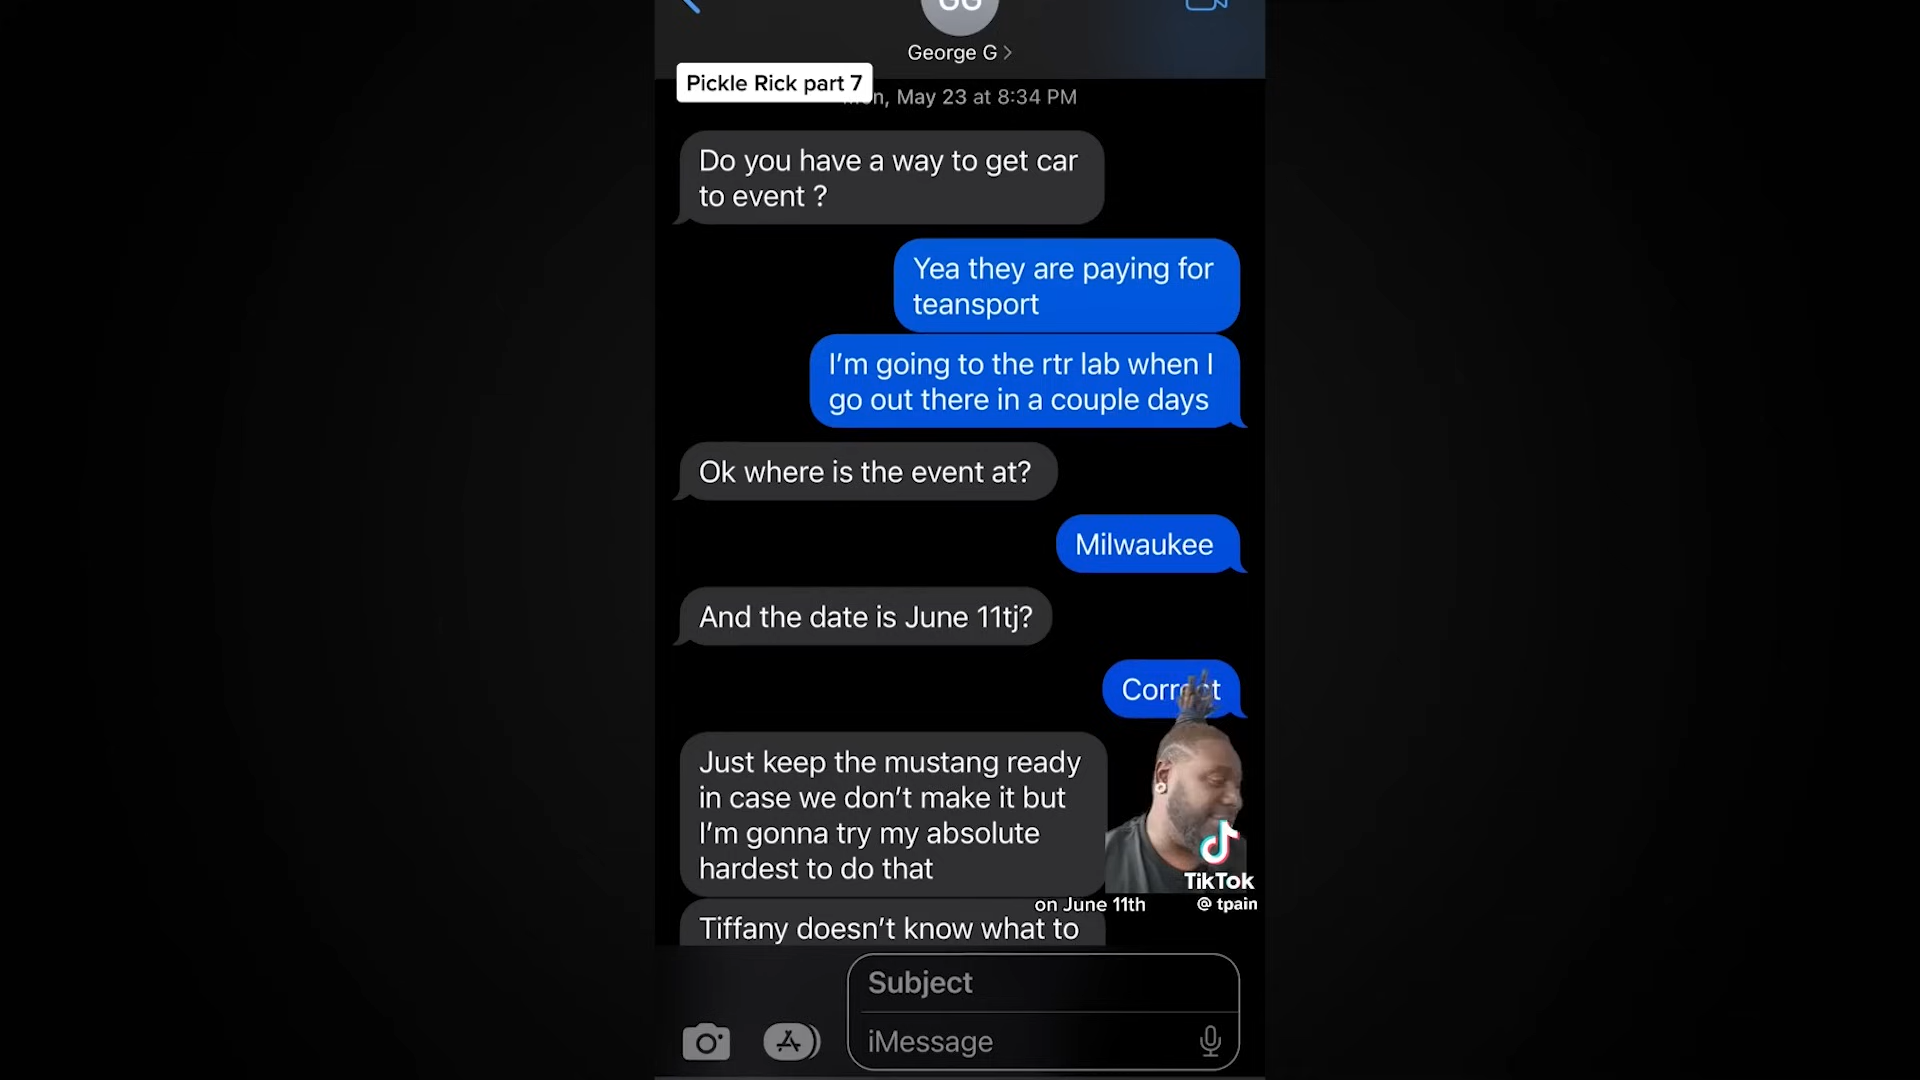 GG
George G
Pickle Rick part 7
n, May 23 at 8:34 PM
Do you have a way to get car
to event ?
Yea they are paying for
teansport
I’m going to the rtr lab when I
go out there in a couple days
Ok where is the event at?
Milwaukee
And the date is June 11tj?
Correct
Just keep the mustang ready
in case we don’t make it but
I’m gonna try my absolute
hardest to do that
TikTok
on June 11th
@ tpain
Tiffany doesn’t know what to
Subject
iMessage